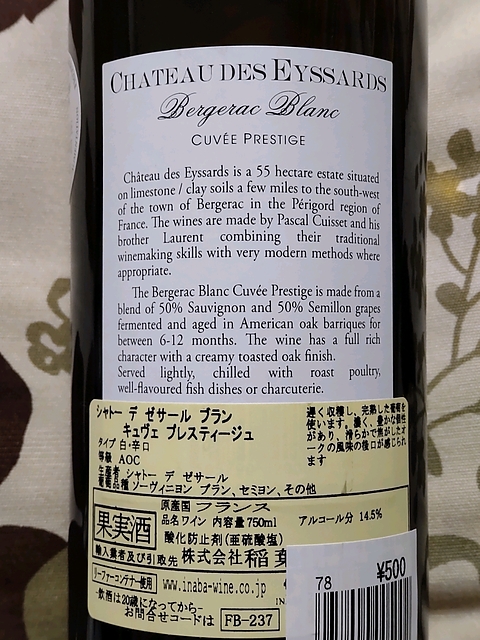 CHATEAU DES EYSSARDS
Bergerac Blanc
CUVÉE PRESTIGE
Château des Eyssards is a 55 hectare estate situated
on limestone / clay soils a few miles to the south-west
of the town of Bergerac in the Périgord region of
France. The wines are made by Pascal Cuisset and his
brother Laurent combining their traditional
winemaking skills with very modern methods where
appropriate.
The Bergerac Blanc Cuvée Prestige is made from a
blend of 50% Sauvignon and 50% Semillon grapes
fermented and aged in American oak barriques for
between 6-12 months. The wine has a full rich
character with a creamy toasted oak finish.
Served lightly, chilled with roast poultry,
well-flavoured fish dishes or charcuterie.
シャトー デ ゼサール ブラン
キュヴェ プレスティージュ
タイプ 白・辛口
等級 AOC
生産者 シャトー デ ゼサール
葡萄品種 ソーヴィニヨン ブラン、セミヨン、その他
遅く収穫し、完熟した葡萄を
使います。濃く、豊かな個性
があり、滑らかで焦がしたオ
ークの風味の後口が感じられ
ます
果実酒
原産国 フランス
品名 ワイン 内容量 750ml
アルコール分 14.5%
酸化防止剤(亜硫酸塩)
輸入業者及び引取先 株式会社 稲
リーファーコンテナー使用 www.inaba-wine.co.jp
飲酒は20歳になってから
お問合せコードは FB-237
78
¥500